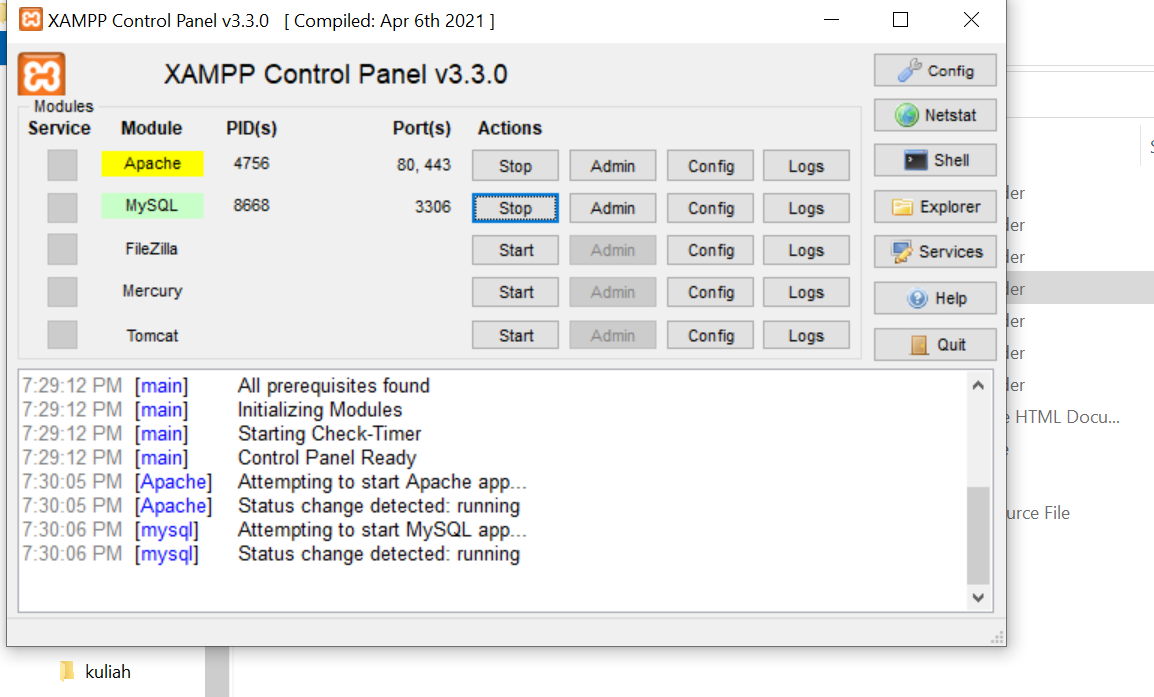 XAMPP Control Panel v3.3.0 [ Compiled: Apr 6th 2021 ]
XAMPP Control Panel v3.3.0
Config
Modules
Service Module PID(s) Port(s) Actions
Netstat
Apache 4756 80, 443 Stop Admin Config Logs
Shell
MySQL 8668 3306 Stop Admin Config Logs
Explorer
FileZilla Start Admin Config Logs
Services
Mercury Start Admin Config Logs
Help
Tomcat Start Admin Config Logs
Quit
7:29:12 PM [main] All prerequisites found
7:29:12 PM [main] Initializing Modules
7:29:12 PM [main] Starting Check-Timer
7:29:12 PM [main] Control Panel Ready
7:30:05 PM [Apache] Attempting to start Apache app...
7:30:05 PM [Apache] Status change detected: running
7:30:06 PM [mysql] Attempting to start MySQL app...
7:30:06 PM [mysql] Status change detected: running
der
der
der
der
der
der
der
HTML Docu...
urce File
kuliah